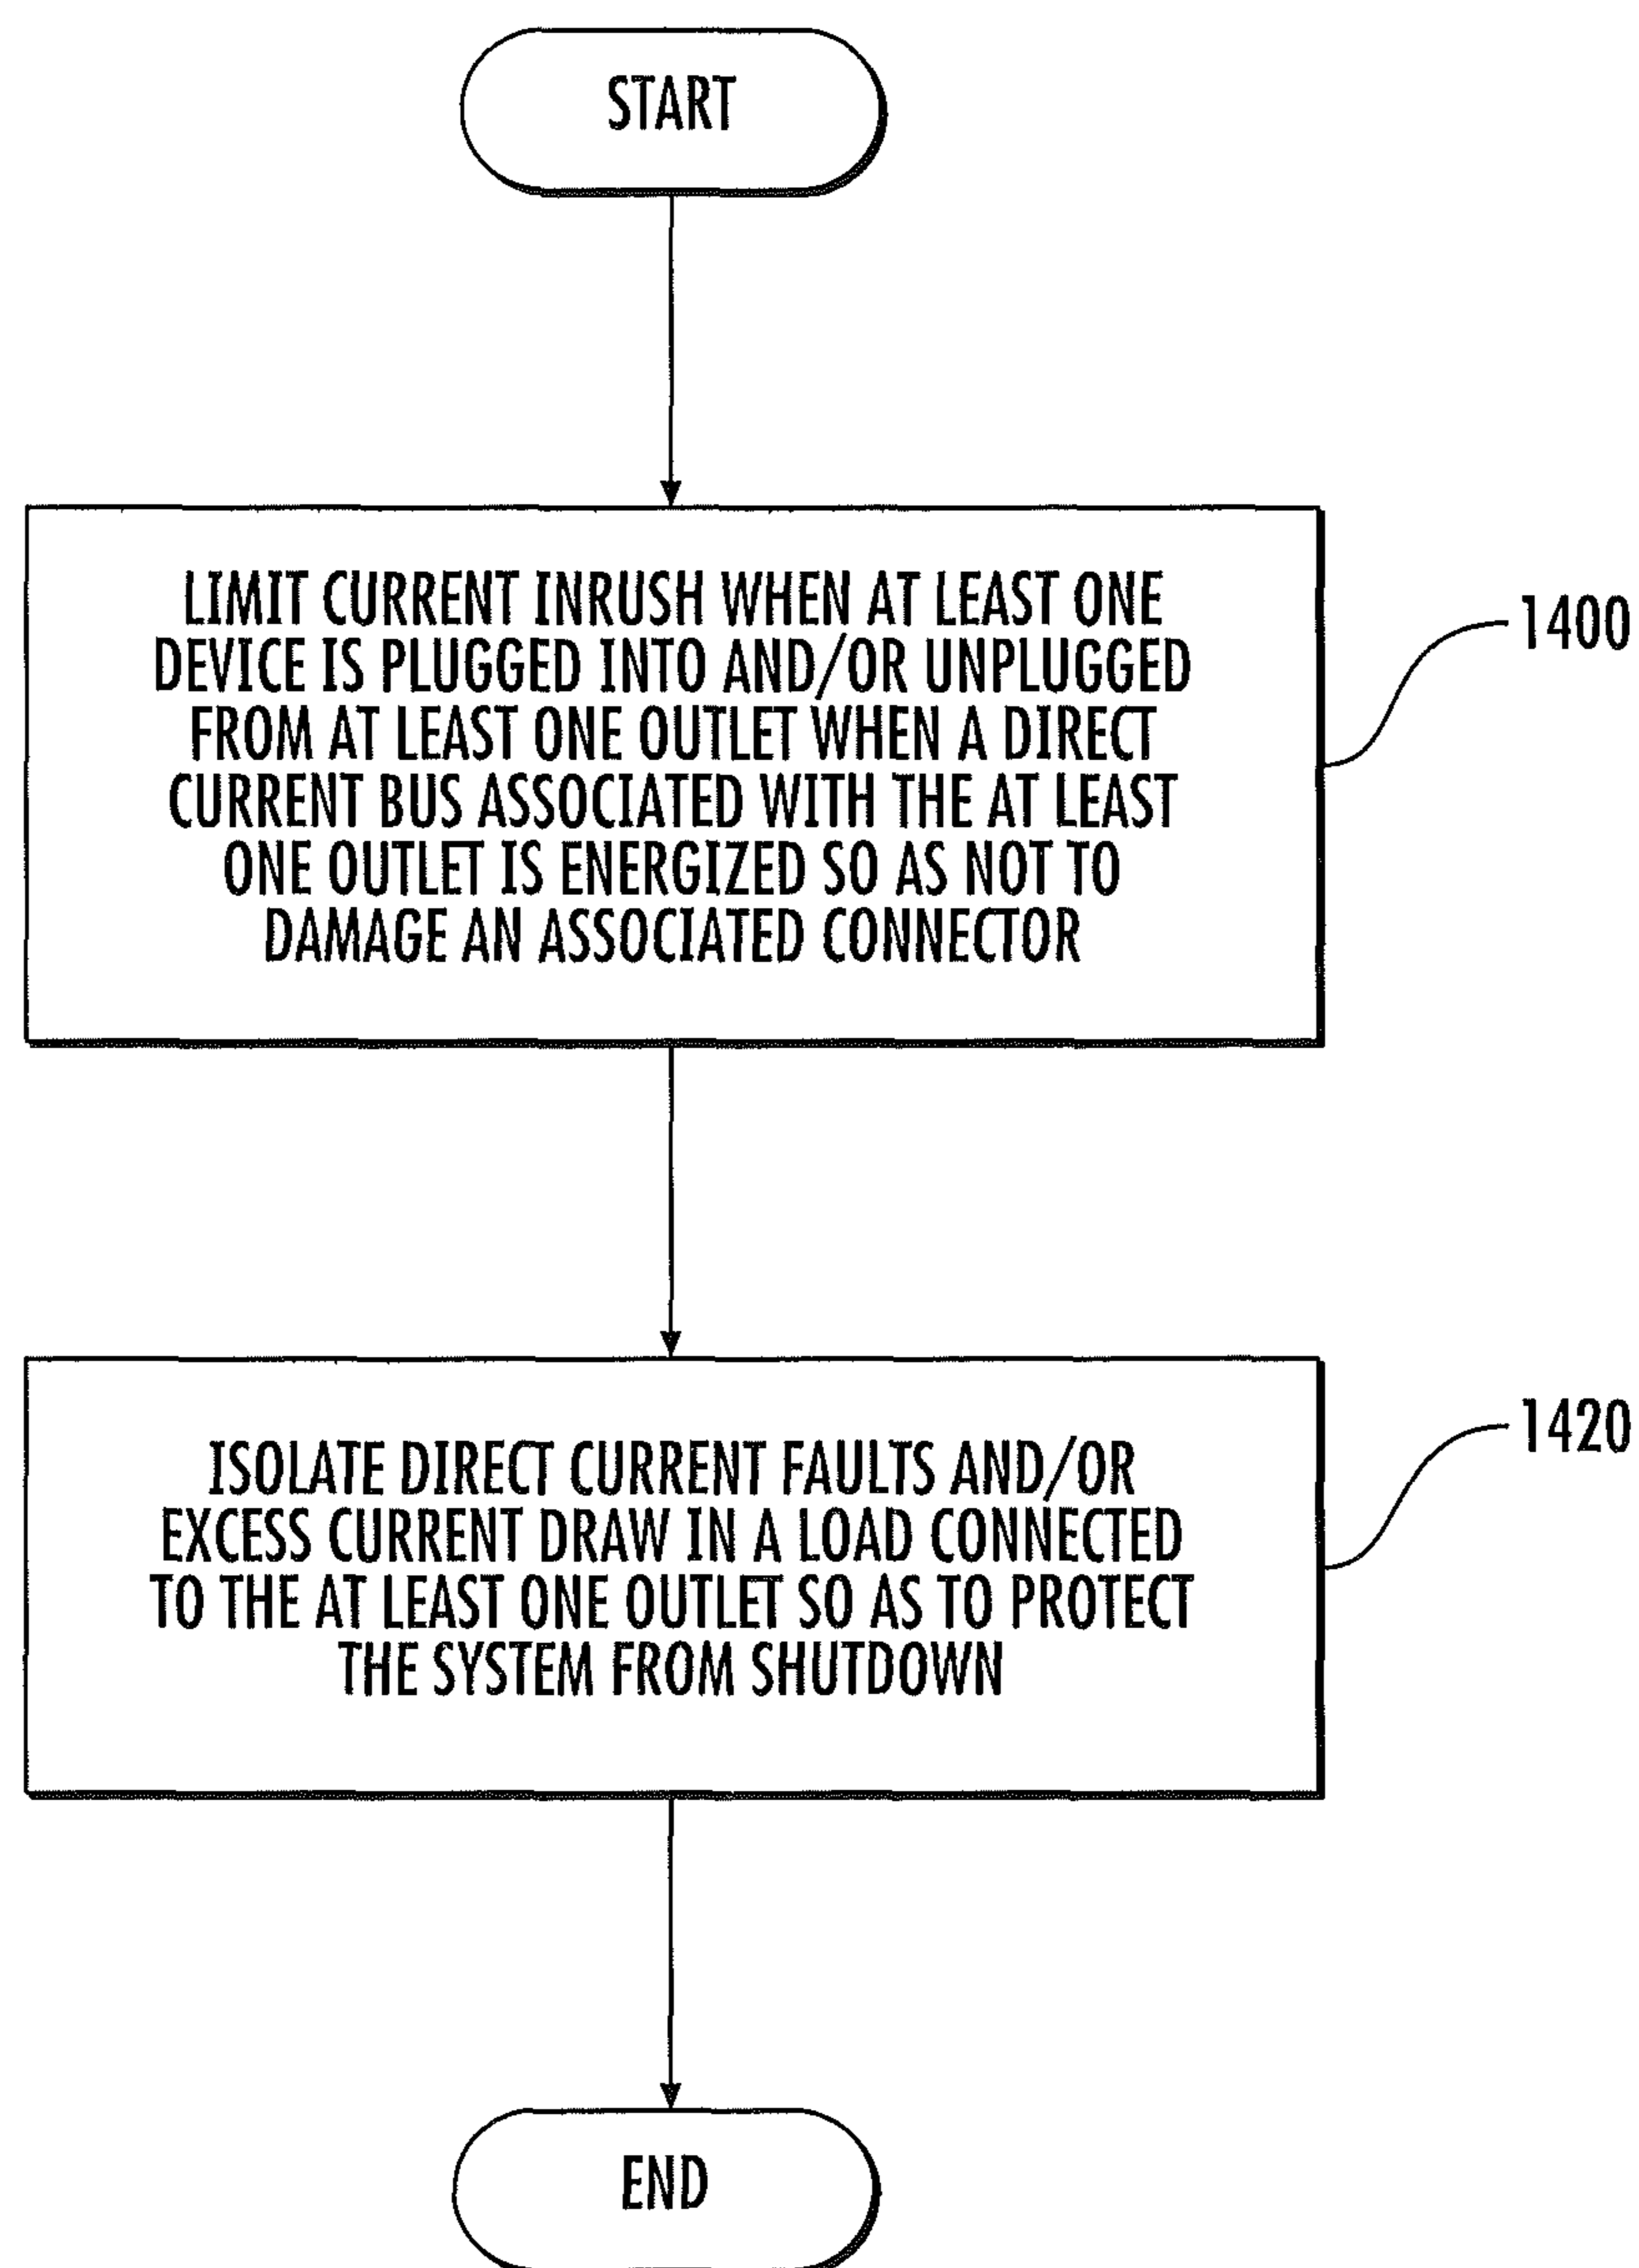 START
LIMIT CURRENT INRUSH WHEN AT LEAST ONE
DEVICE IS PLUGGED INTO AND/OR UNPLUGGED
FROM AT LEAST ONE OUTLET WHEN A DIRECT
CURRENT BUS ASSOCIATED WITH THE AT LEAST
ONE OUTLET IS ENERGIZED SO AS NOT TO
DAMAGE AN ASSOCIATED CONNECTOR
1400
ISOLATE DIRECT CURRENT FAULTS AND/OR
EXCESS CURRENT DRAW IN A LOAD CONNECTED
TO THE AT LEAST ONE OUTLET SO AS TO PROTECT
THE SYSTEM FROM SHUTDOWN
1420
END